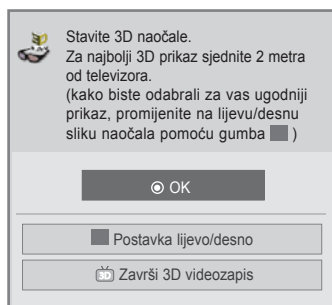 Stavite 3D naočale.
Za najbolji 3D prikaz sjednite 2 metra
od televizora.
(kako biste odabrali za vas ugodniji
prikaz, promijenite na lijevu/desnu
sliku naočala pomoću gumba )
OK
Postavka lijevo/desno
3D Završi 3D videozapis